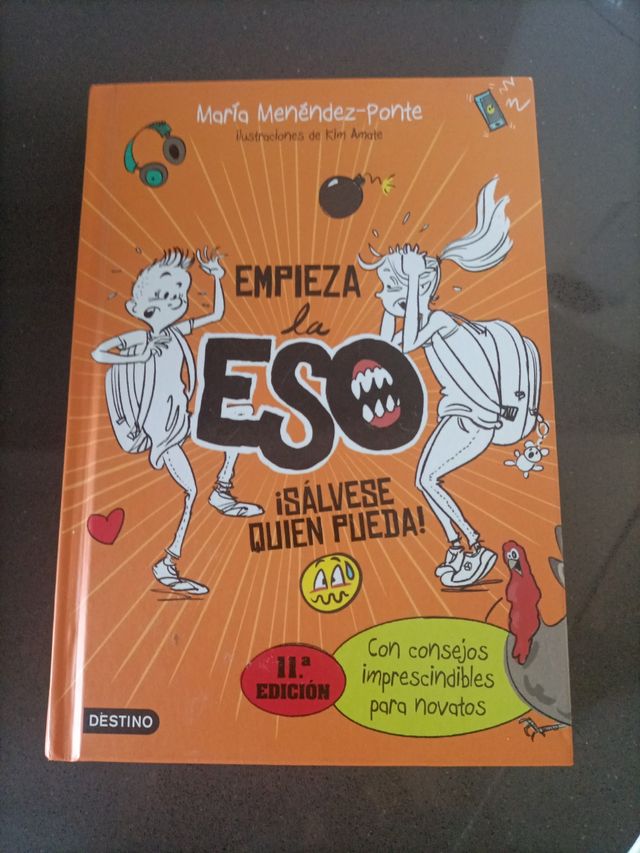 María Menéndez-Ponte
ilustraciones de Kim Amate
EMPIEZA
la
ESO
¡SÁLVESE
QUIEN PUEDA!
11.ª
EDICIÓN
Con consejos
imprescindibles
para novatos
DESTINO